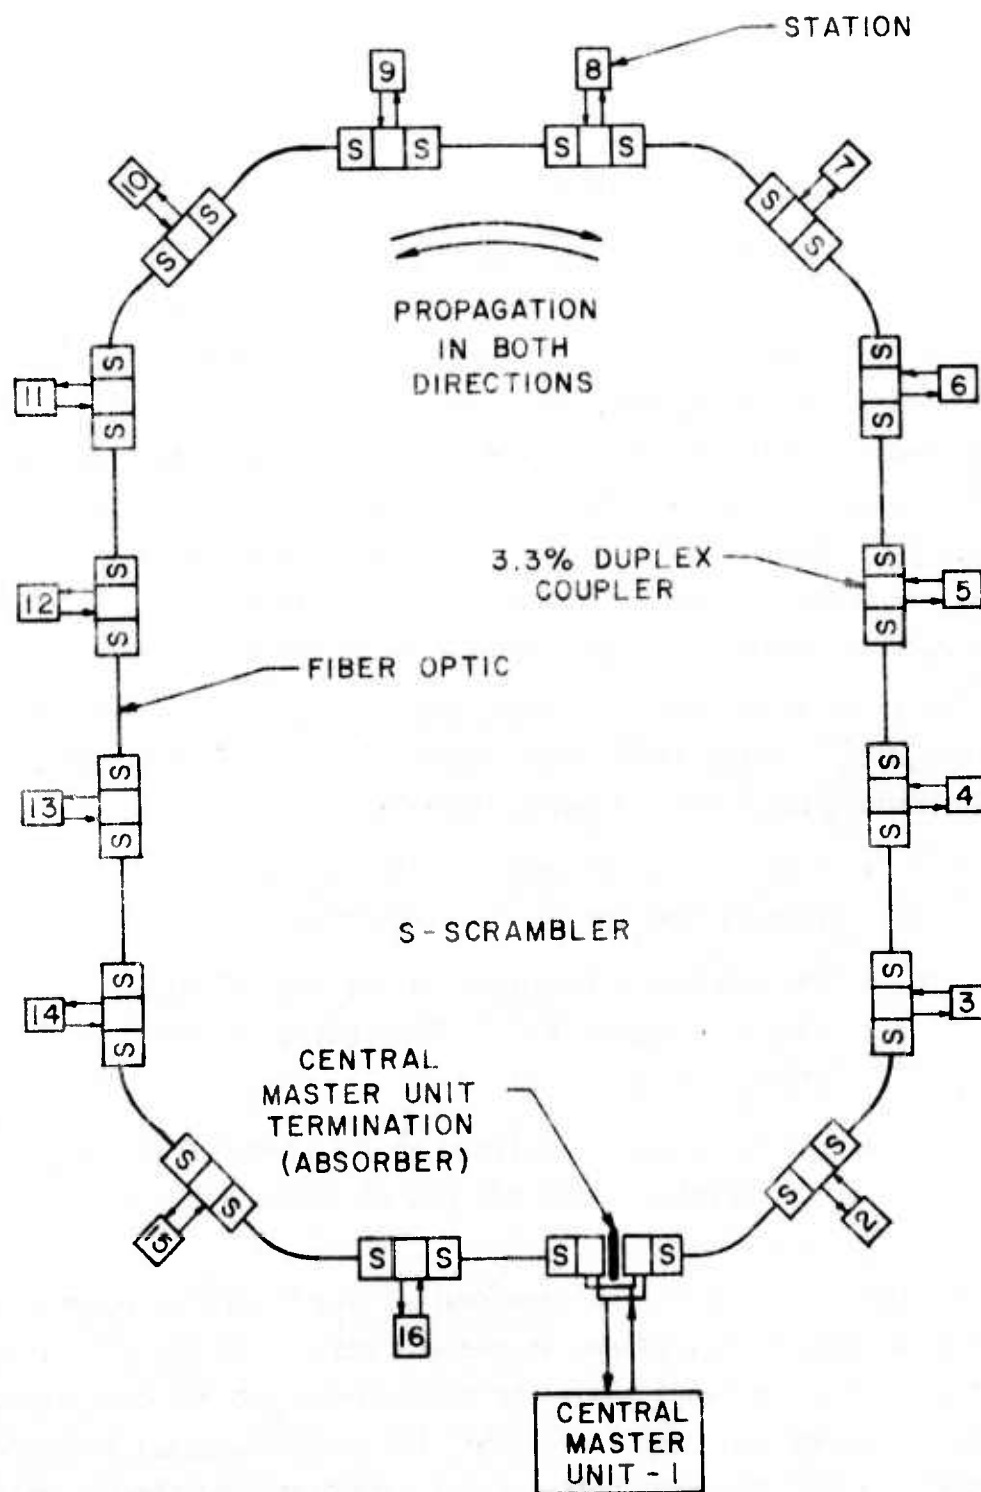 STATION
9
8
S
S
S
S
10
7
S
S
S
S
PROPAGATION
IN BOTH
DIRECTIONS
S
S
11
6
S
S
3.3% DUPLEX
COUPLER
S
S
12
5
S
S
FIBER OPTIC
S
S
13
4
S
S
S-SCRAMBLER
S
S
14
3
S
S
CENTRAL
MASTER UNIT
TERMINATION
(ABSORBER)
S
S
S
S
15
2
S
S
S
S
16
CENTRAL
MASTER
UNIT - 1